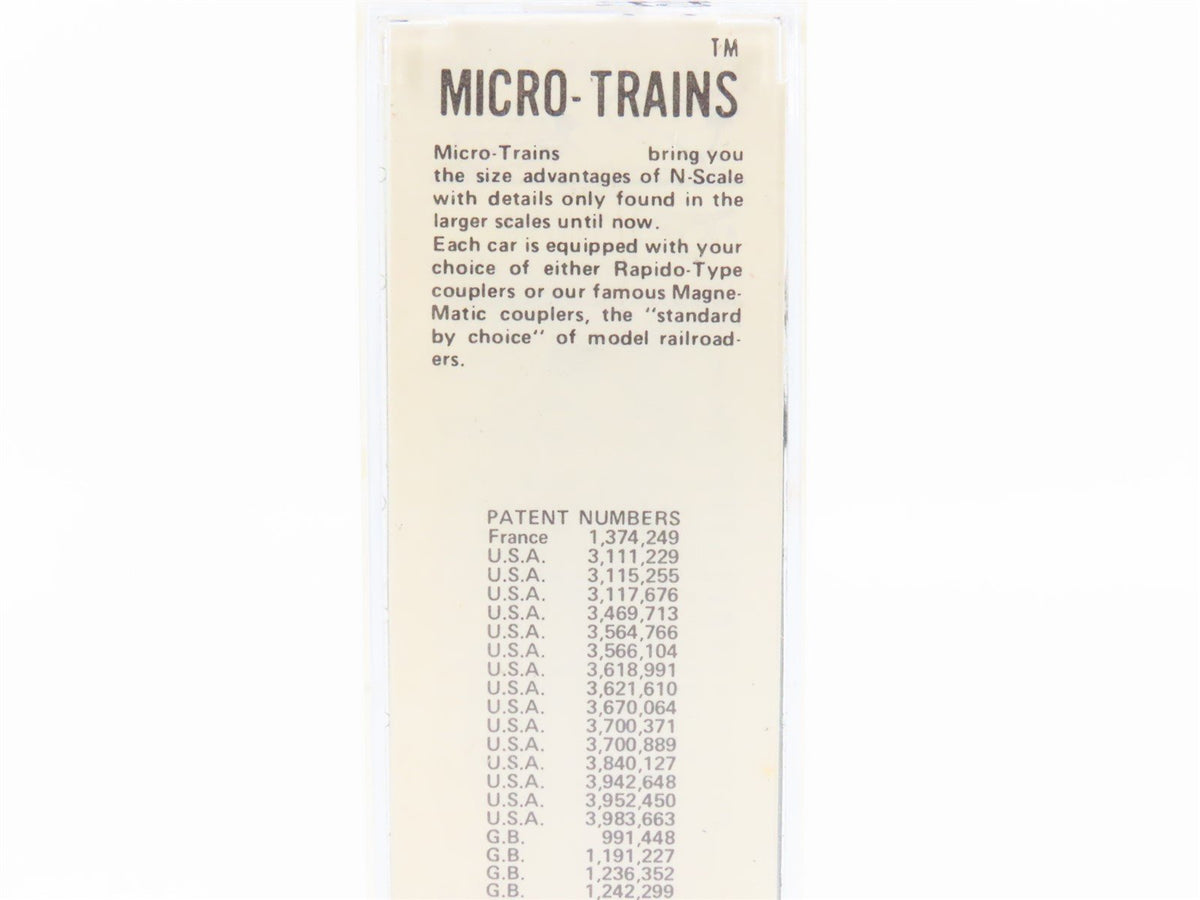 TM
MICRO-TRAINS
Micro-Trains bring you
the size advantages of N-Scale
with details only found in the
larger scales until now.
Each car is equipped with your
choice of either Rapido-Type
couplers or our famous Magne-
Matic couplers, the "standard
by choice" of model railroad-
ers.
PATENT NUMBERS
France 1,374,249
U.S.A. 3,111,229
U.S.A. 3,115,255
U.S.A. 3,117,676
U.S.A. 3,469,713
U.S.A. 3,564,766
U.S.A. 3,566,104
U.S.A. 3,618,991
U.S.A. 3,621,610
U.S.A. 3,670,064
U.S.A. 3,700,371
U.S.A. 3,700,889
U.S.A. 3,840,127
U.S.A. 3,942,648
U.S.A. 3,952,450
U.S.A. 3,983,663
G.B. 991,448
G.B. 1,191,227
G.B. 1,236,352
G.B. 1,242,299